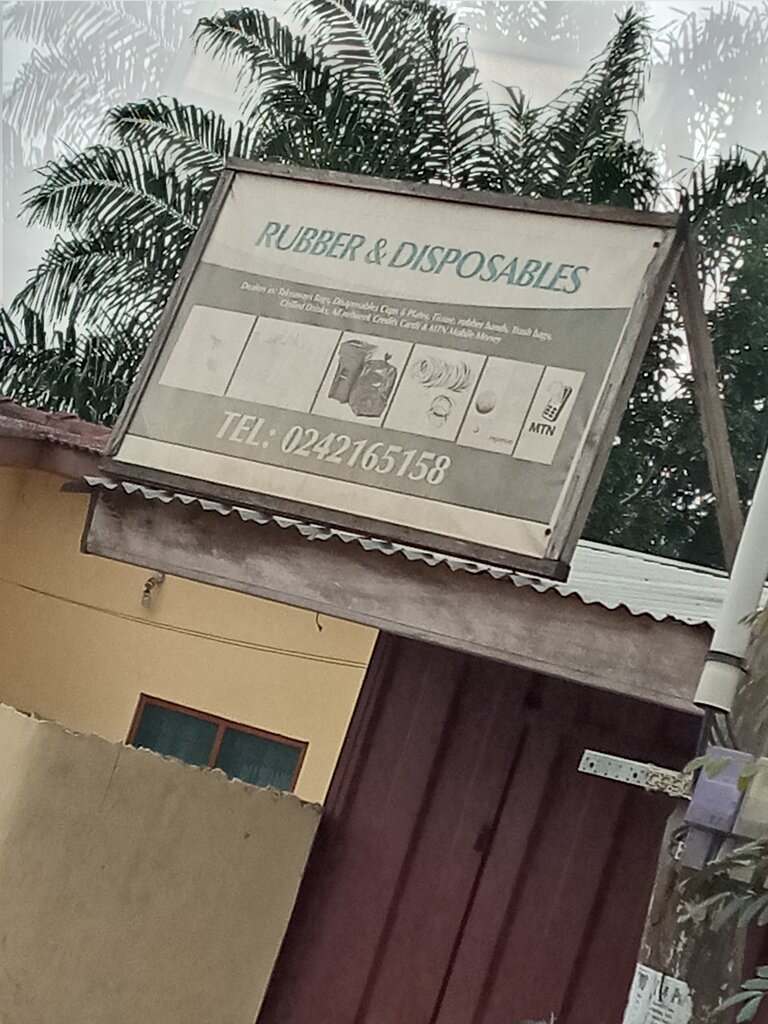 RUBBER & DISPOSABLES
Dealers in: Takeaways Bags, Disposables Cups & Plates, Tissue, rubber bands, Trash bags,
Chilled Drinks, All network Credits Cards & MTN Mobile Money
MTN
TEL: 0242165158